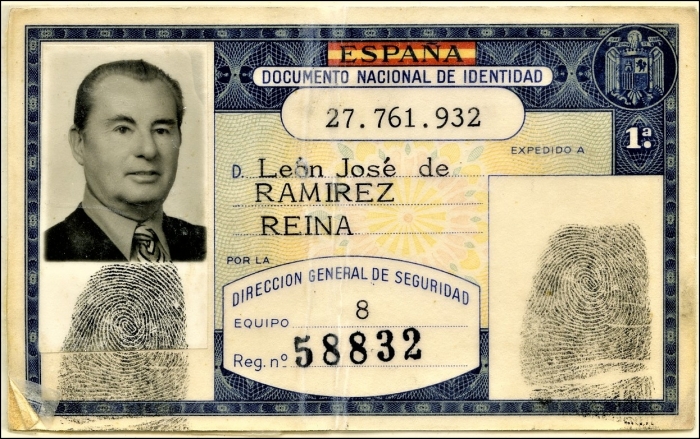 ESPAÑA
DOCUMENTO NACIONAL DE IDENTIDAD
27.761.932
1ª.
EXPEDIDO A
D. León José de
RAMIREZ
REINA
POR LA
DIRECCION GENERAL DE SEGURIDAD
EQUIPO 8
Reg. nº 58832